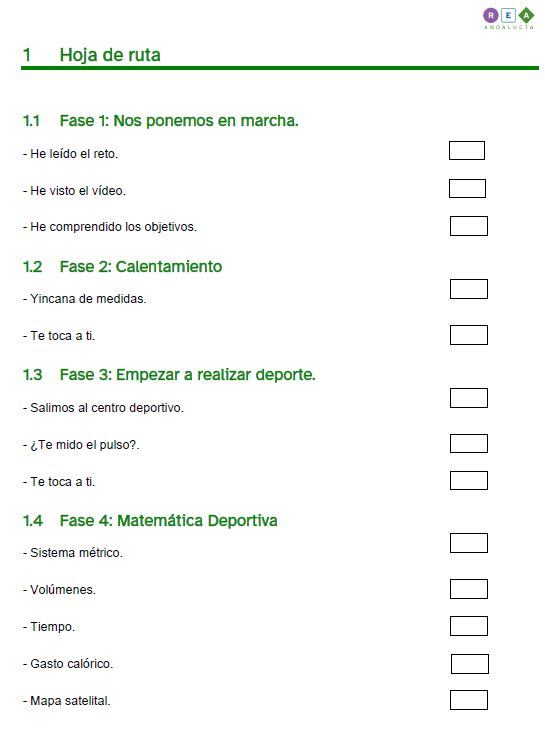 R E A
ANDALUCÍA
1 Hoja de ruta
1.1 Fase 1: Nos ponemos en marcha.
- He leído el reto.
- He visto el vídeo.
- He comprendido los objetivos.
1.2 Fase 2: Calentamiento
- Yincana de medidas.
- Te toca a ti.
1.3 Fase 3: Empezar a realizar deporte.
- Salimos al centro deportivo.
- ¿Te mido el pulso?.
- Te toca a ti.
1.4 Fase 4: Matemática Deportiva
- Sistema métrico.
- Volúmenes.
- Tiempo.
- Gasto calórico.
- Mapa satelital.